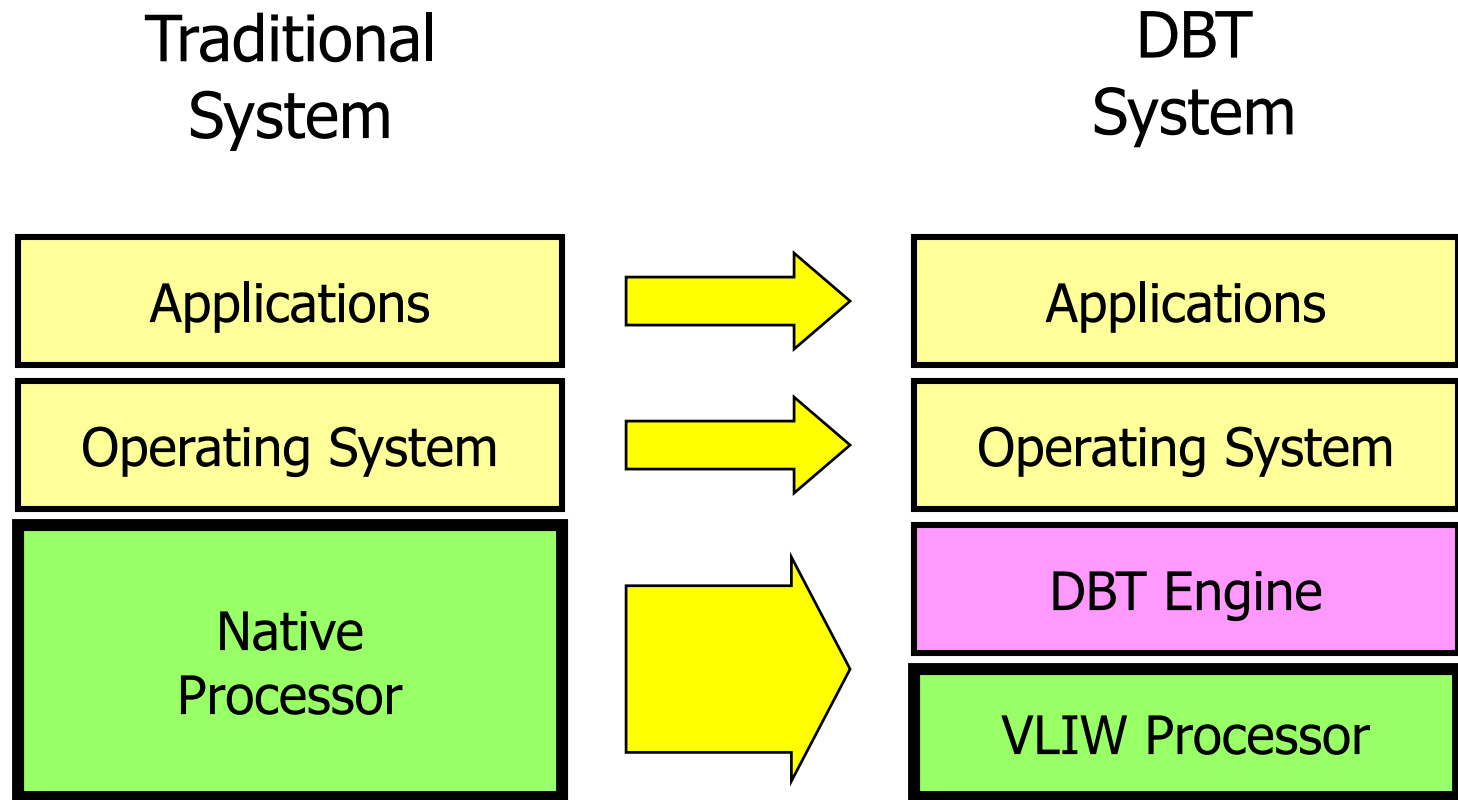 Traditional
System
DBT
System
Applications
Applications
Operating System
Operating System
Native
Processor
DBT Engine
VLIW Processor